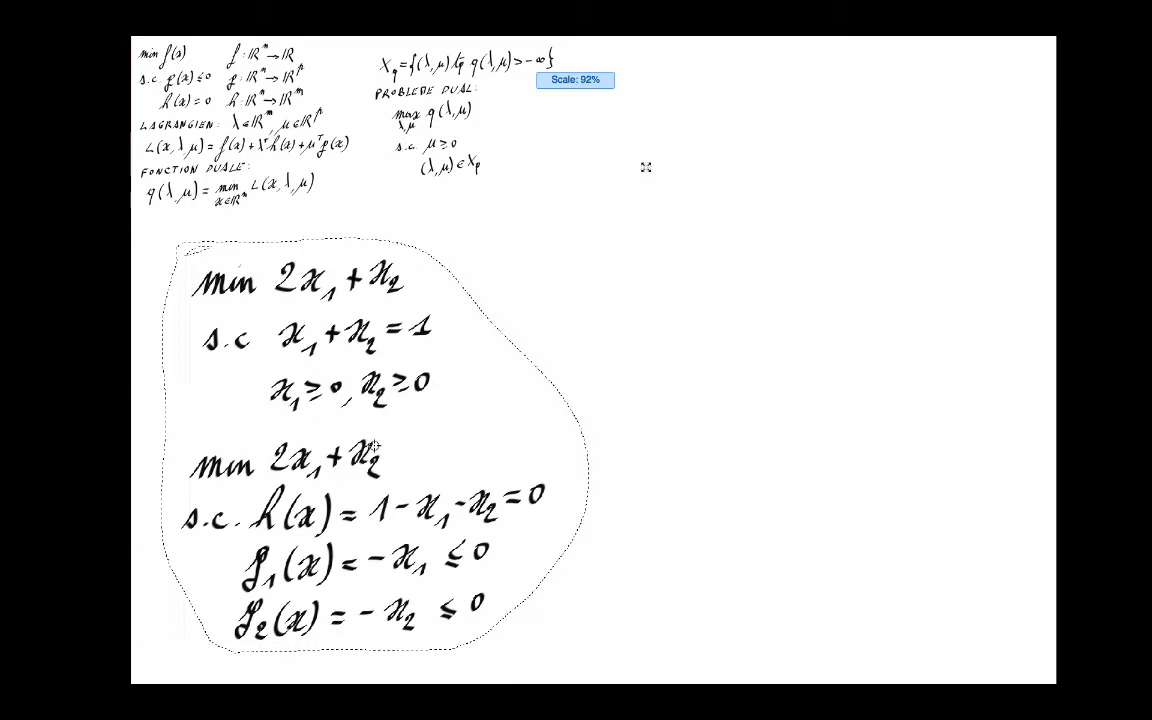 min f(x)    f : ℝⁿ → ℝ
s.c. g(x) ≤ 0    g : ℝⁿ → ℝᵖ
h(x) = 0    h : ℝⁿ → ℝᵐ
LAGRANGIEN : λ ∈ ℝᵐ, μ ∈ ℝᵖ
L(x, λ, μ) = f(x) + λᵀh(x) + μᵀg(x)
FONCTION DUALE :
q(λ, μ) = min L(x, λ, μ)
x ∈ ℝⁿ
X_q = {(λ, μ) tq q(λ, μ) > -∞}
Scale: 92%
PROBLEME DUAL :
max q(λ, μ)
λ, μ
s.c. μ ≥ 0
(λ, μ) ∈ X_q
min 2x₁ + x₂
s.c x₁ + x₂ = 1
x₁ ≥ 0, x₂ ≥ 0
min 2x₁ + x₂
s.c. h(x) = 1 - x₁ - x₂ = 0
g₁(x) = - x₁ ≤ 0
g₂(x) = - x₂ ≤ 0